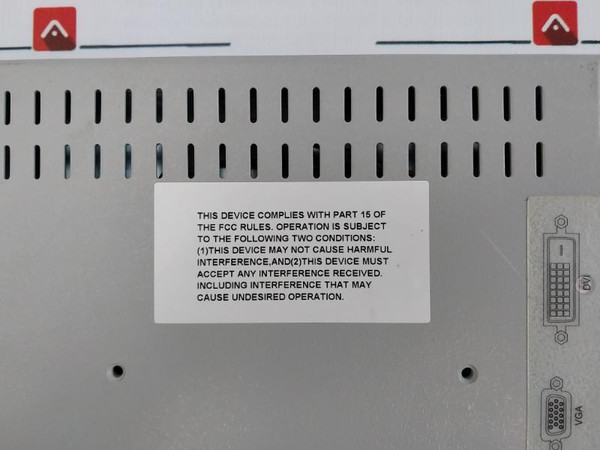 THIS DEVICE COMPLIES WITH PART 15 OF
THE FCC RULES. OPERATION IS SUBJECT
TO THE FOLLOWING TWO CONDITIONS:
(1)THIS DEVICE MAY NOT CAUSE HARMFUL
INTERFERENCE,AND(2)THIS DEVICE MUST
ACCEPT ANY INTERFERENCE RECEIVED.
INCLUDING INTERFERENCE THAT MAY
CAUSE UNDESIRED OPERATION.
DVI
VGA